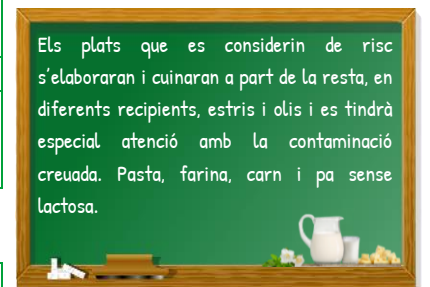 Els plats que es considerin de risc
s'elaboraran i cuinaran a part de la resta, en
diferents recipients, estris i olis i es tindrà
especial atenció amb la contaminació
creuada. Pasta, farina, carn i pa sense
lactosa.